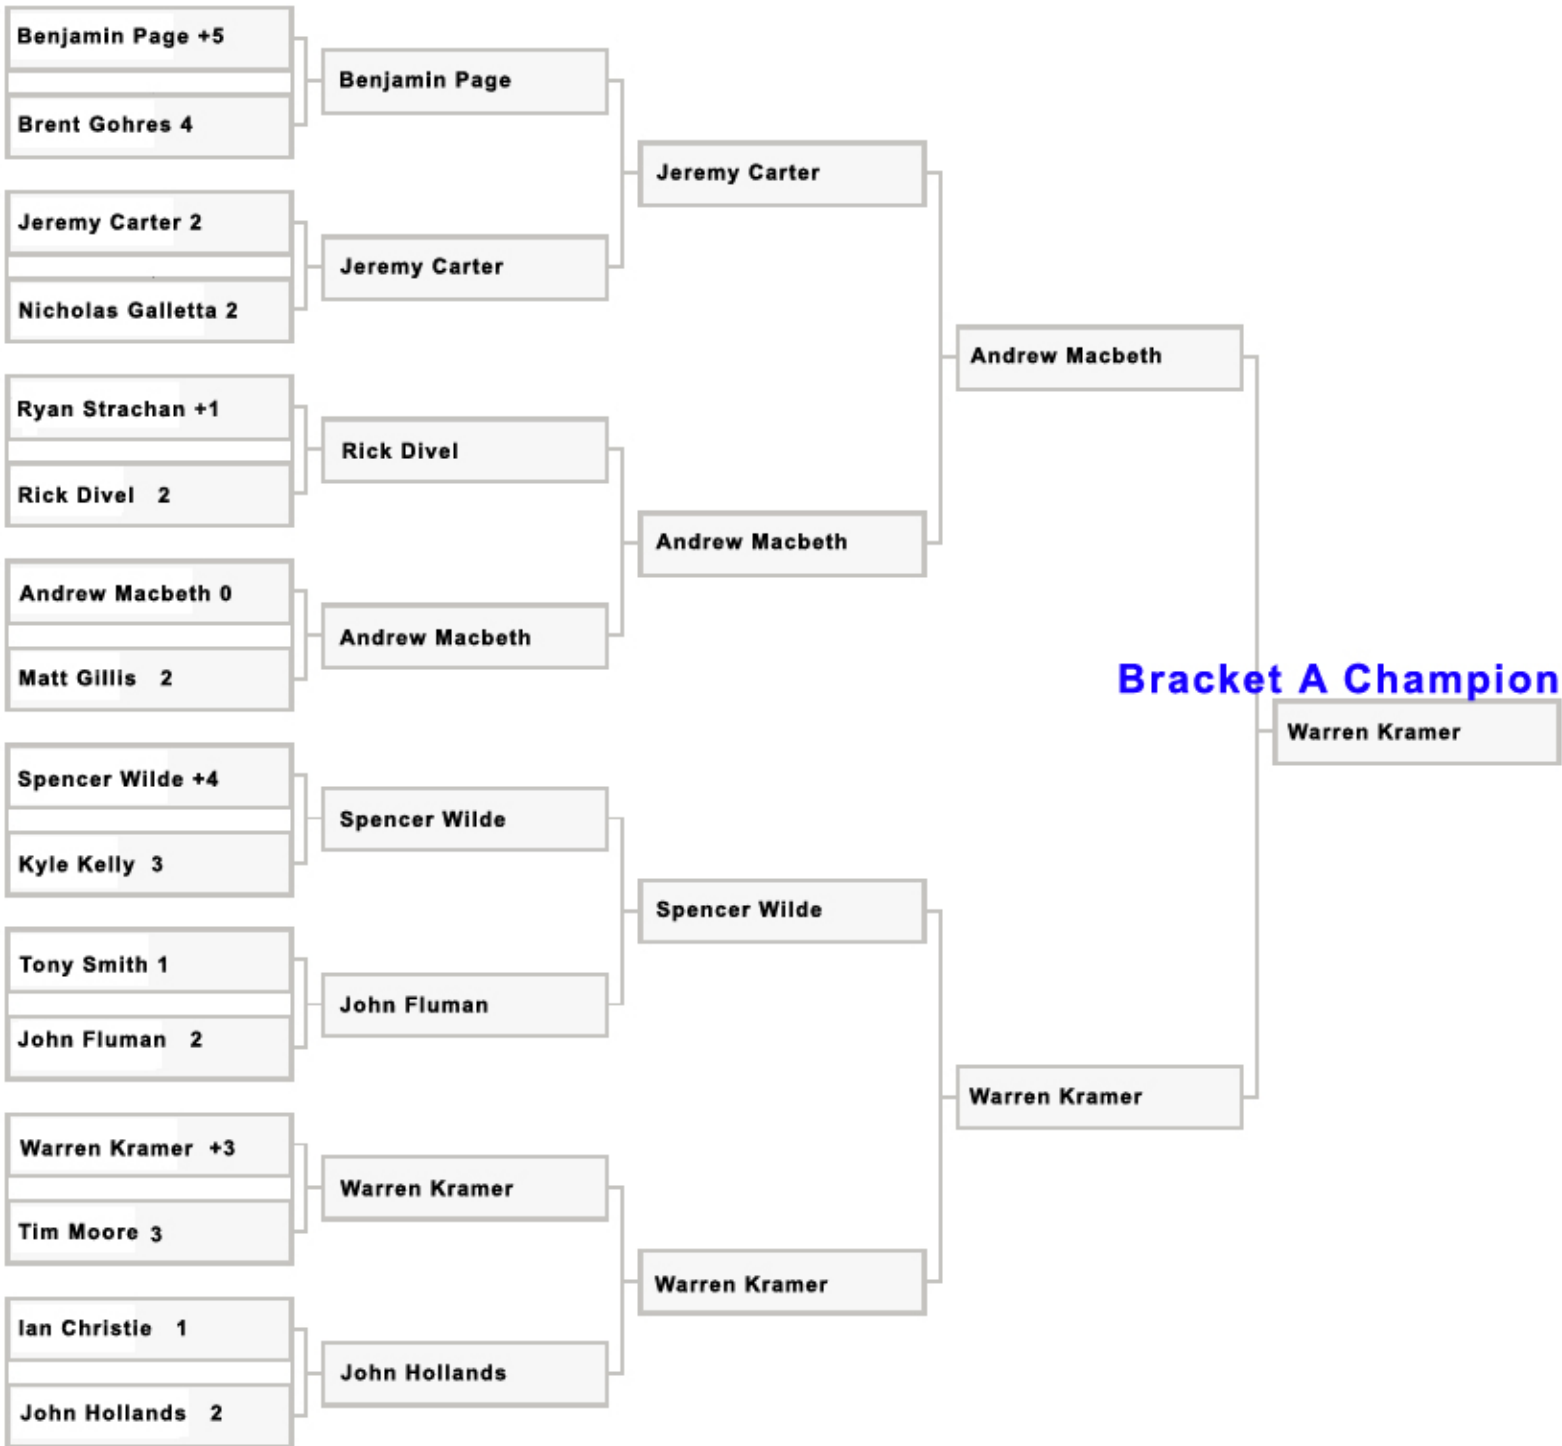 Benjamin Page +5
Brent Gohres 4
Jeremy Carter 2
Nicholas Galletta 2
Ryan Strachan +1
Rick Divel 2
Andrew Macbeth 0
Matt Gillis 2
Spencer Wilde +4
Kyle Kelly 3
Tony Smith 1
John Fluman 2
Warren Kramer +3
Tim Moore 3
Ian Christie 1
John Hollands 2
Benjamin Page
Jeremy Carter
Rick Divel
Andrew Macbeth
Spencer Wilde
John Fluman
Warren Kramer
John Hollands
Jeremy Carter
Andrew Macbeth
Spencer Wilde
Warren Kramer
Andrew Macbeth
Warren Kramer
Bracket A Champion
Warren Kramer